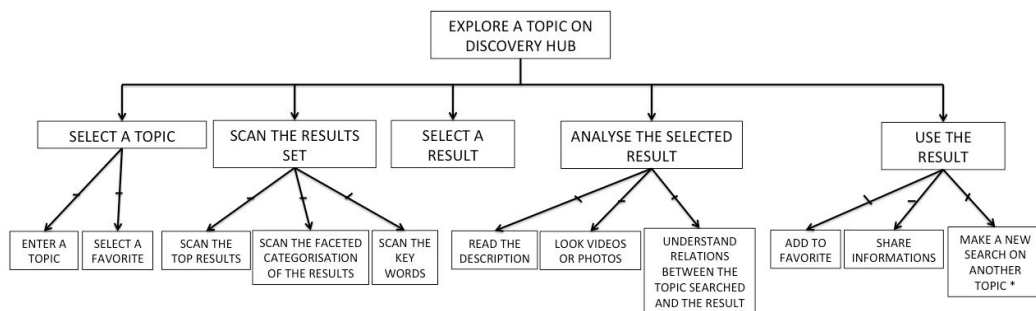 EXPLORE A TOPIC ON
DISCOVERY HUB
SELECT A TOPIC
SCAN THE RESULTS
SET
SELECT A
RESULT
ANALYSE THE SELECTED
RESULT
USE THE
RESULT
ENTER A
TOPIC
SELECT A
FAVORITE
SCAN THE
TOP RESULTS
SCAN THE FACETED
CATEGORISATION
OF THE RESULTS
SCAN THE
KEY
WORDS
READ THE
DESCRIPTION
LOOK VIDEOS
OR PHOTOS
UNDERSTAND
RELATIONS
BETWEEN THE
TOPIC SEARCHED
AND THE RESULT
ADD TO
FAVORITE
SHARE
INFORMATIONS
MAKE A NEW
SEARCH ON
ANOTHER
TOPIC *